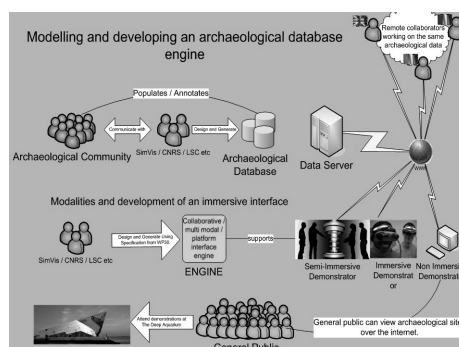 Modelling and developing an archaeological database
engine
Remote collaborators
working on the same
archaeological data
Populates / Annotates
Communicate with
Design and Generate
Archaeological Community
SimVis / CNRS / LSC etc
Archaeological
Database
Data Server
WWW
Modalities and development of an immersive interface
Design and Generate Using
Specification from WP30.
Collaborative /
multi modal /
platform
interface
engine
supports
SimVis / CNRS / LSC etc
ENGINE
Semi-Immersive
Demonstrator
Immersive
Demonstrat
or
Non Immersi
Demonstrat
Attend demonstrations at
The Deep Aquarium
General Public
General public can view archaeological site
over the internet.